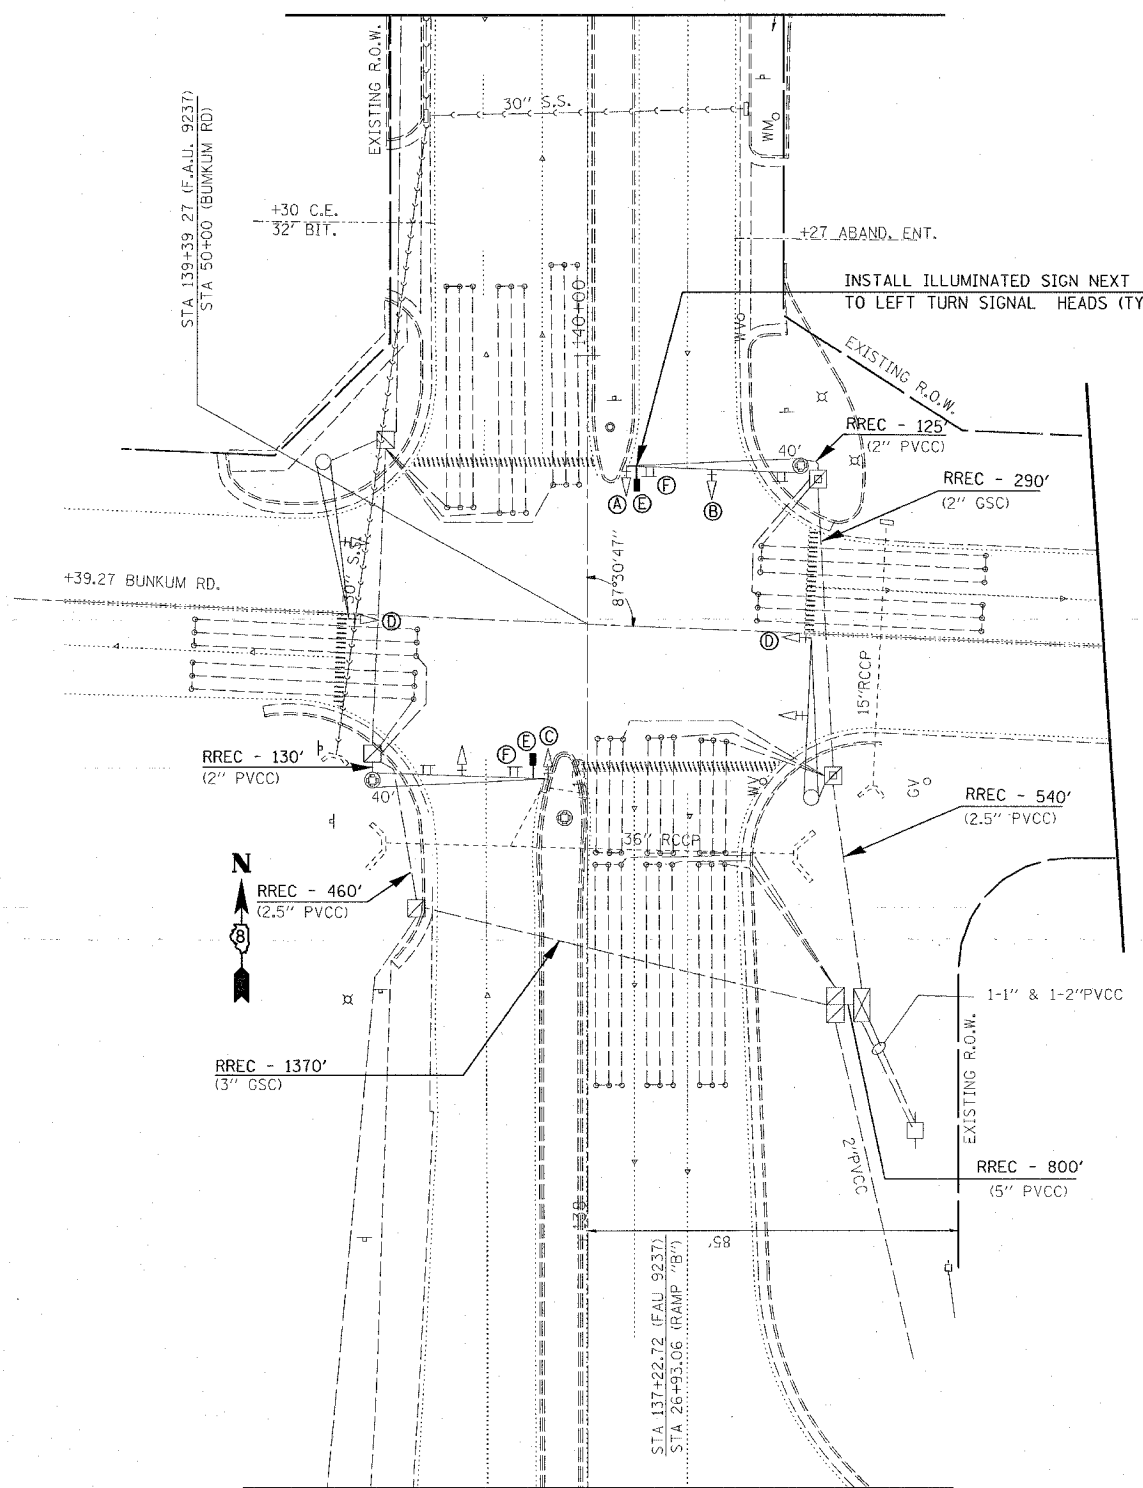 EXISTING R.O.W.
30" S.S.
WM
STA 139+39 27 (F.A.U. 9237)
STA 50+00 (BUMKUM RD)
+30 C.E.
32' BIT.
+27 ABAND. ENT.
INSTALL ILLUMINATED SIGN NEXT
TO LEFT TURN SIGNAL HEADS (TY
140+00
WV
EXISTING R.O.W.
RREC - 125'
(2" PVCC)
40'
RREC - 290'
(2" GSC)
A E F B
87°30'47"
30" S.S.
+39.27 BUNKUM RD.
D
D
15"RCCP
RREC - 130'
(2" PVCC)
40'
F E C
WV
GV
RREC - 540'
(2.5" PVCC)
36" RCCP
N
8
RREC - 460'
(2.5" PVCC)
1-1" & 1-2"PVCC
EXISTING R.O.W.
RREC - 1370'
(3" GSC)
2"PVCC
RREC - 800'
(5" PVCC)
85'
STA 137+22.72 (FAU 9237)
STA 26+93.06 (RAMP "B")